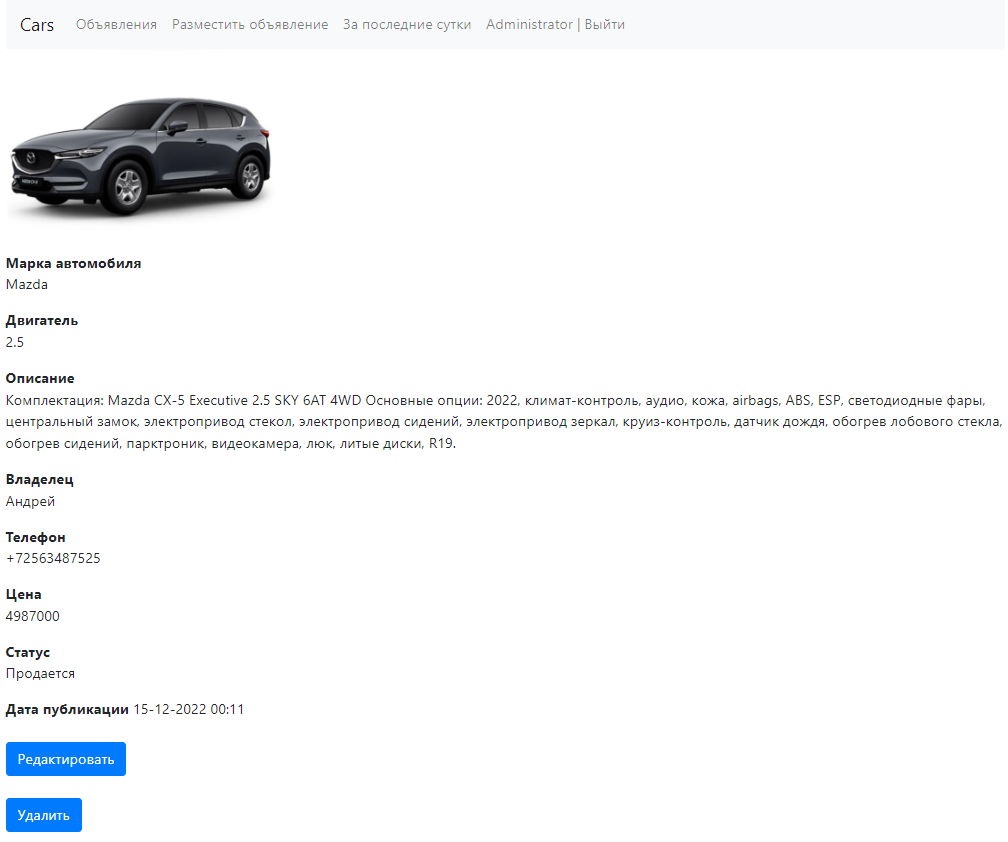 Cars Объявления Разместить объявление За последние сутки Administrator | Выйти
Марка автомобиля
Mazda
Двигатель
2.5
Описание
Комплектация: Mazda CX-5 Executive 2.5 SKY 6AT 4WD Основные опции: 2022, климат-контроль, аудио, кожа, airbags, ABS, ESP, светодиодные фары,
центральный замок, электропривод стекол, электропривод сидений, электропривод зеркал, круиз-контроль, датчик дождя, обогрев лобового стекла,
обогрев сидений, парктроник, видеокамера, люк, литые диски, R19.
Владелец
Андрей
Телефон
+72563487525
Цена
4987000
Статус
Продается
Дата публикации 15-12-2022 00:11
Редактировать
Удалить